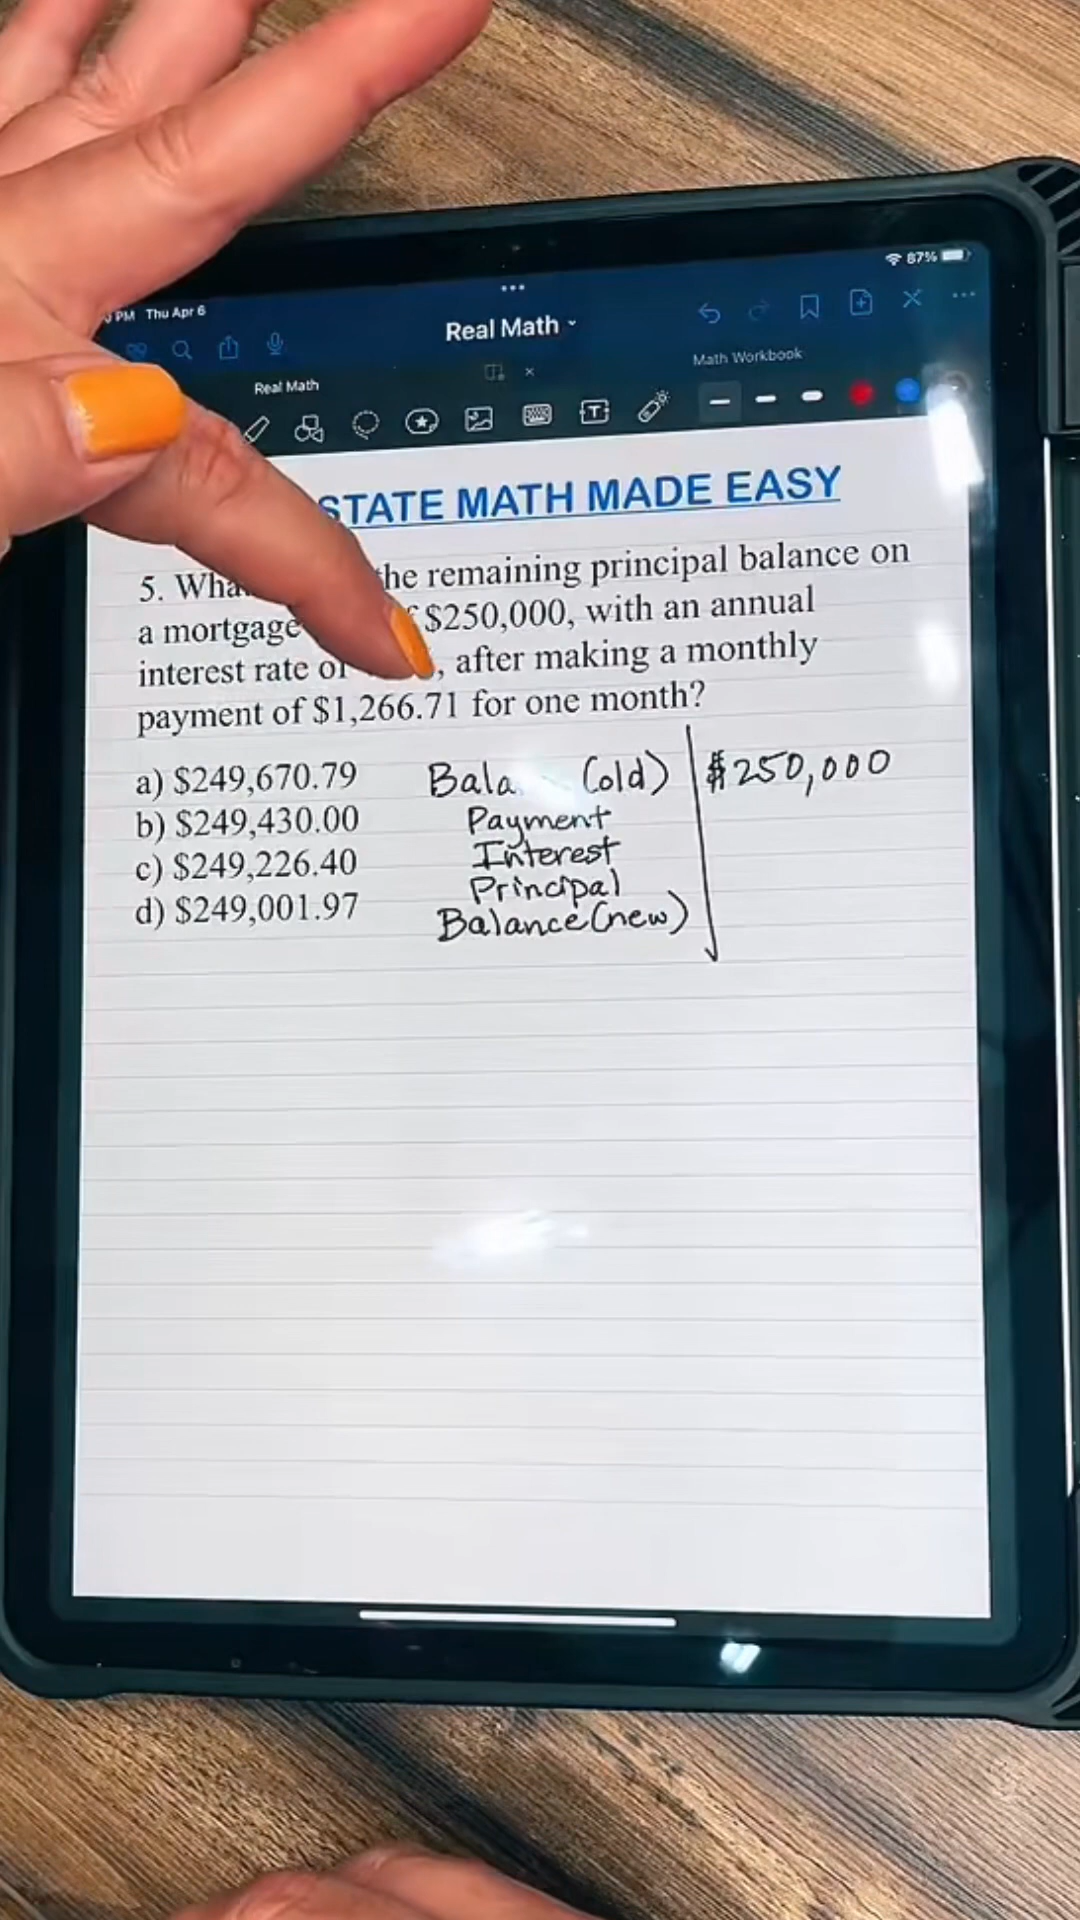 PM Thu Apr 6
87%
Real Math
Real Math
Math Workbook
STATE MATH MADE EASY
5. the remaining principal balance on
a mortgage $250,000, with an annual
interest rate of , after making a monthly
payment of $1,266.71 for one month?
a) $249,670.79
b) $249,430.00
c) $249,226.40
d) $249,001.97
(old) $250,000
Payment
Interest
Principal
Balance (new)